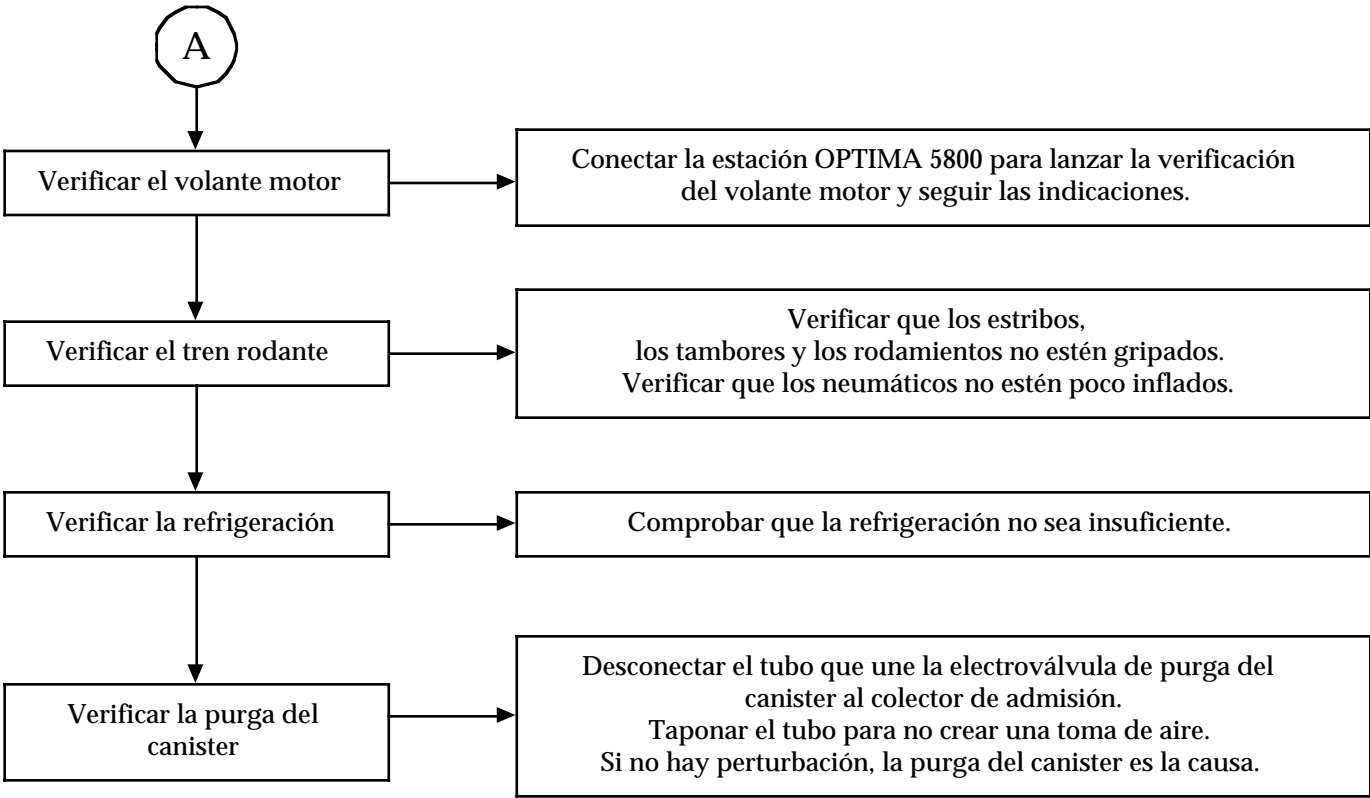 A
Verificar el volante motor
Conectar la estación OPTIMA 5800 para lanzar la verificación
del volante motor y seguir las indicaciones.
Verificar el tren rodante
Verificar que los estribos,
los tambores y los rodamientos no estén gripados.
Verificar que los neumáticos no estén poco inflados.
Verificar la refrigeración
Comprobar que la refrigeración no sea insuficiente.
Verificar la purga del
canister
Desconectar el tubo que une la electroválvula de purga del
canister al colector de admisión.
Taponar el tubo para no crear una toma de aire.
Si no hay perturbación, la purga del canister es la causa.